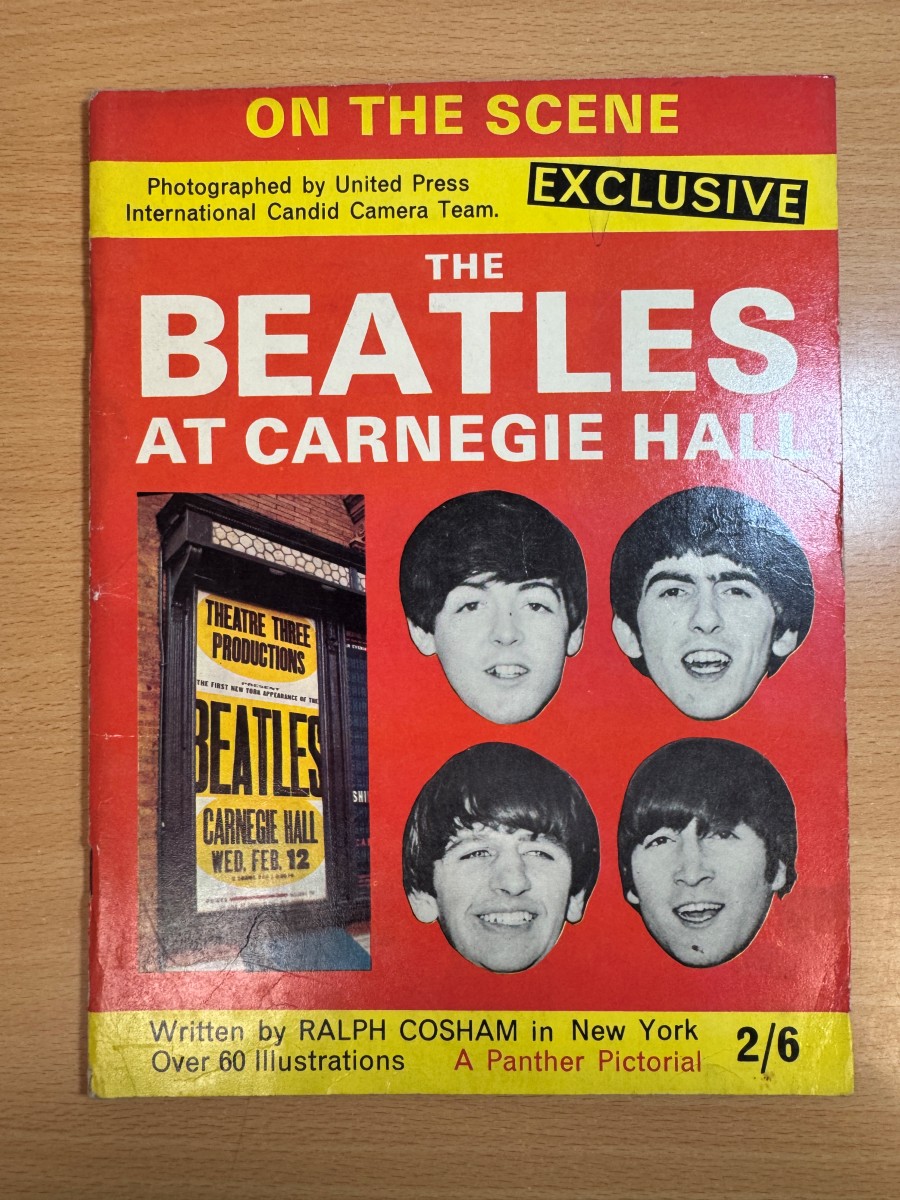 ON THE SCENE
Photographed by United Press
International Candid Camera Team.
EXCLUSIVE
THE
BEATLES
AT CARNEGIE HALL
THEATRE THREE
PRODUCTIONS
PRESENT
THE FIRST NEW YORK APPEARANCE OF THE
BEATLES
CARNEGIE HALL
WED. FEB. 12
Written by RALPH COSHAM in New York
Over 60 Illustrations
A Panther Pictorial
2/6